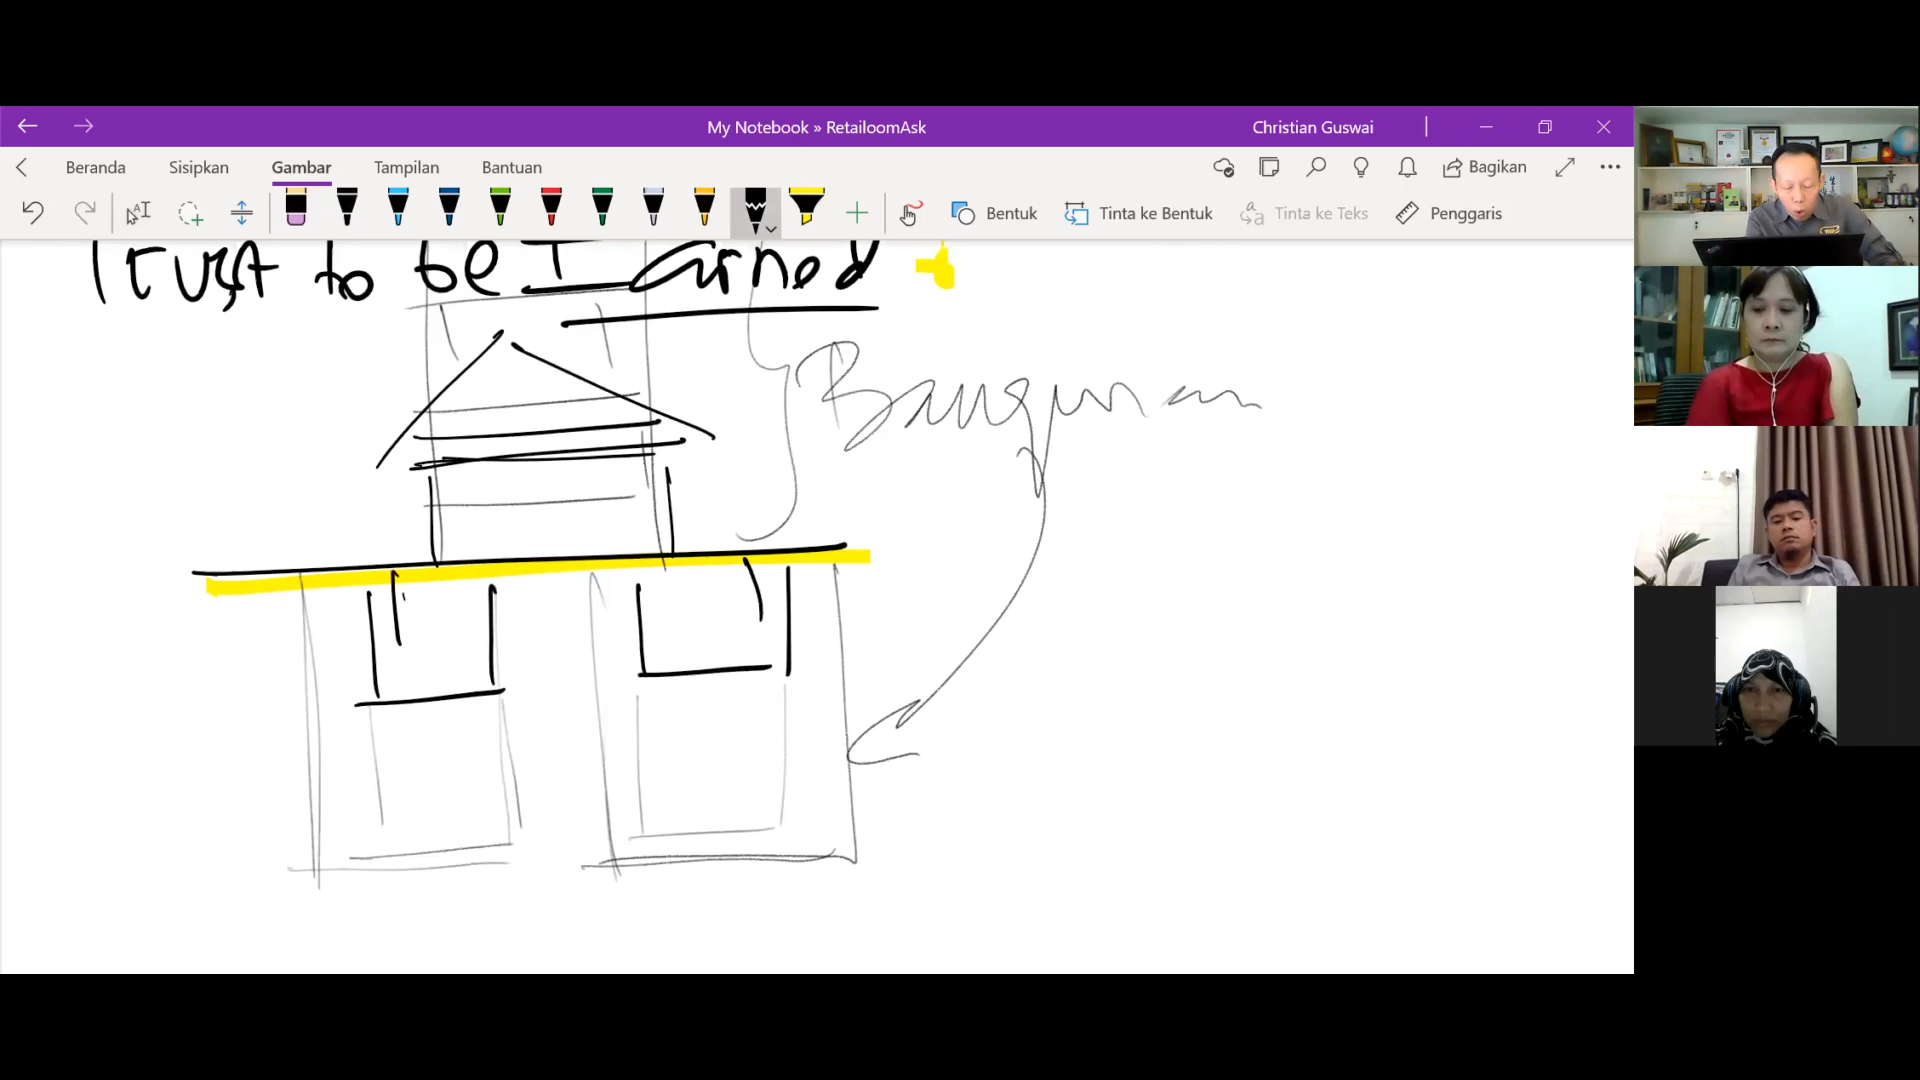 My Notebook » RetailoomAsk
Christian Guswai
Beranda Sisipkan Gambar Tampilan Bantuan
Bagikan
Bentuk Tinta ke Bentuk Tinta ke Teks Penggaris
Trust to be Earned
Bangunan